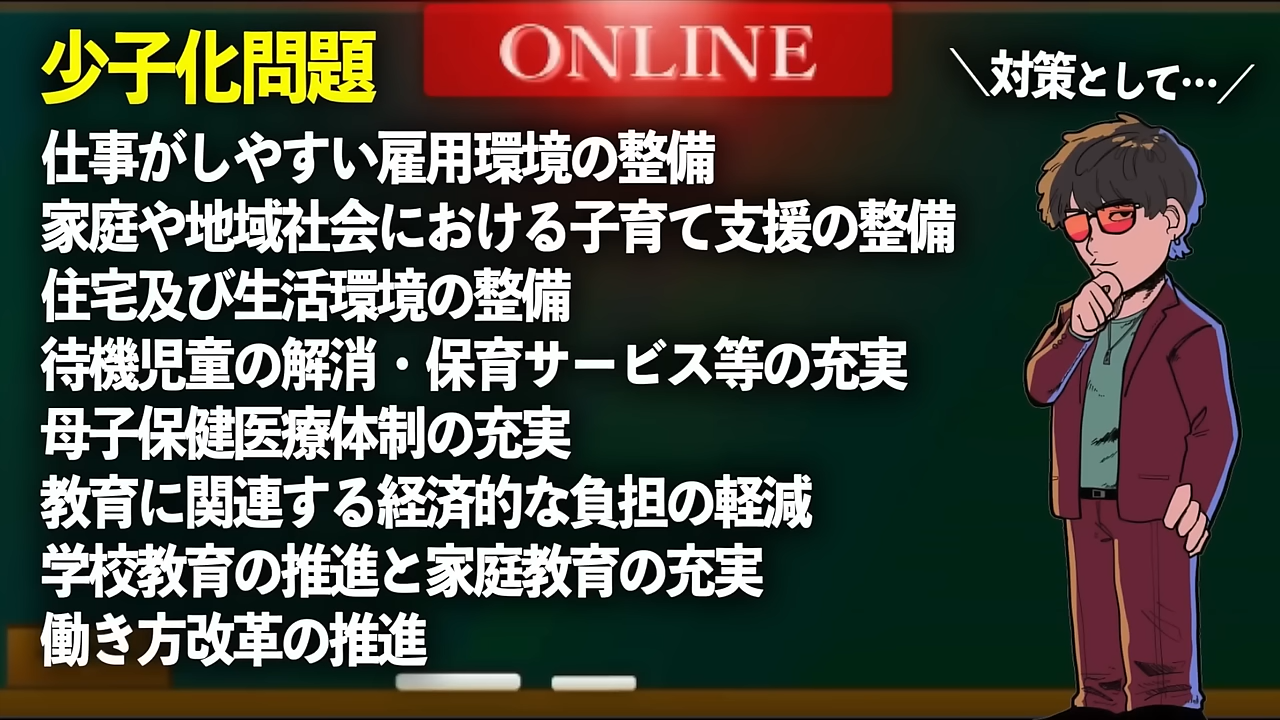 少子化問題
ONLINE
＼対策として…／
仕事がしやすい雇用環境の整備
家庭や地域社会における子育て支援の整備
住宅及び生活環境の整備
待機児童の解消・保育サービス等の充実
母子保健医療体制の充実
教育に関連する経済的な負担の軽減
学校教育の推進と家庭教育の充実
働き方改革の推進